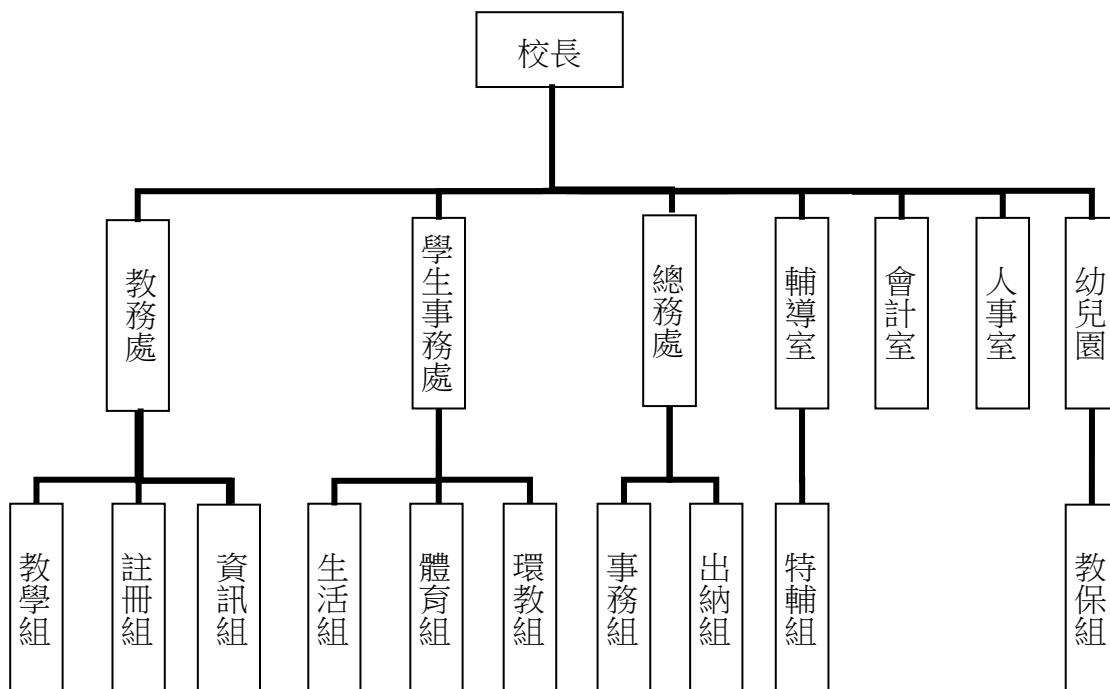 校長
教務處
學生事務處
總務處
輔導室
會計室
人事室
幼兒園
教學組
註冊組
資訊組
生活組
體育組
環教組
事務組
出納組
特輔組
教保組